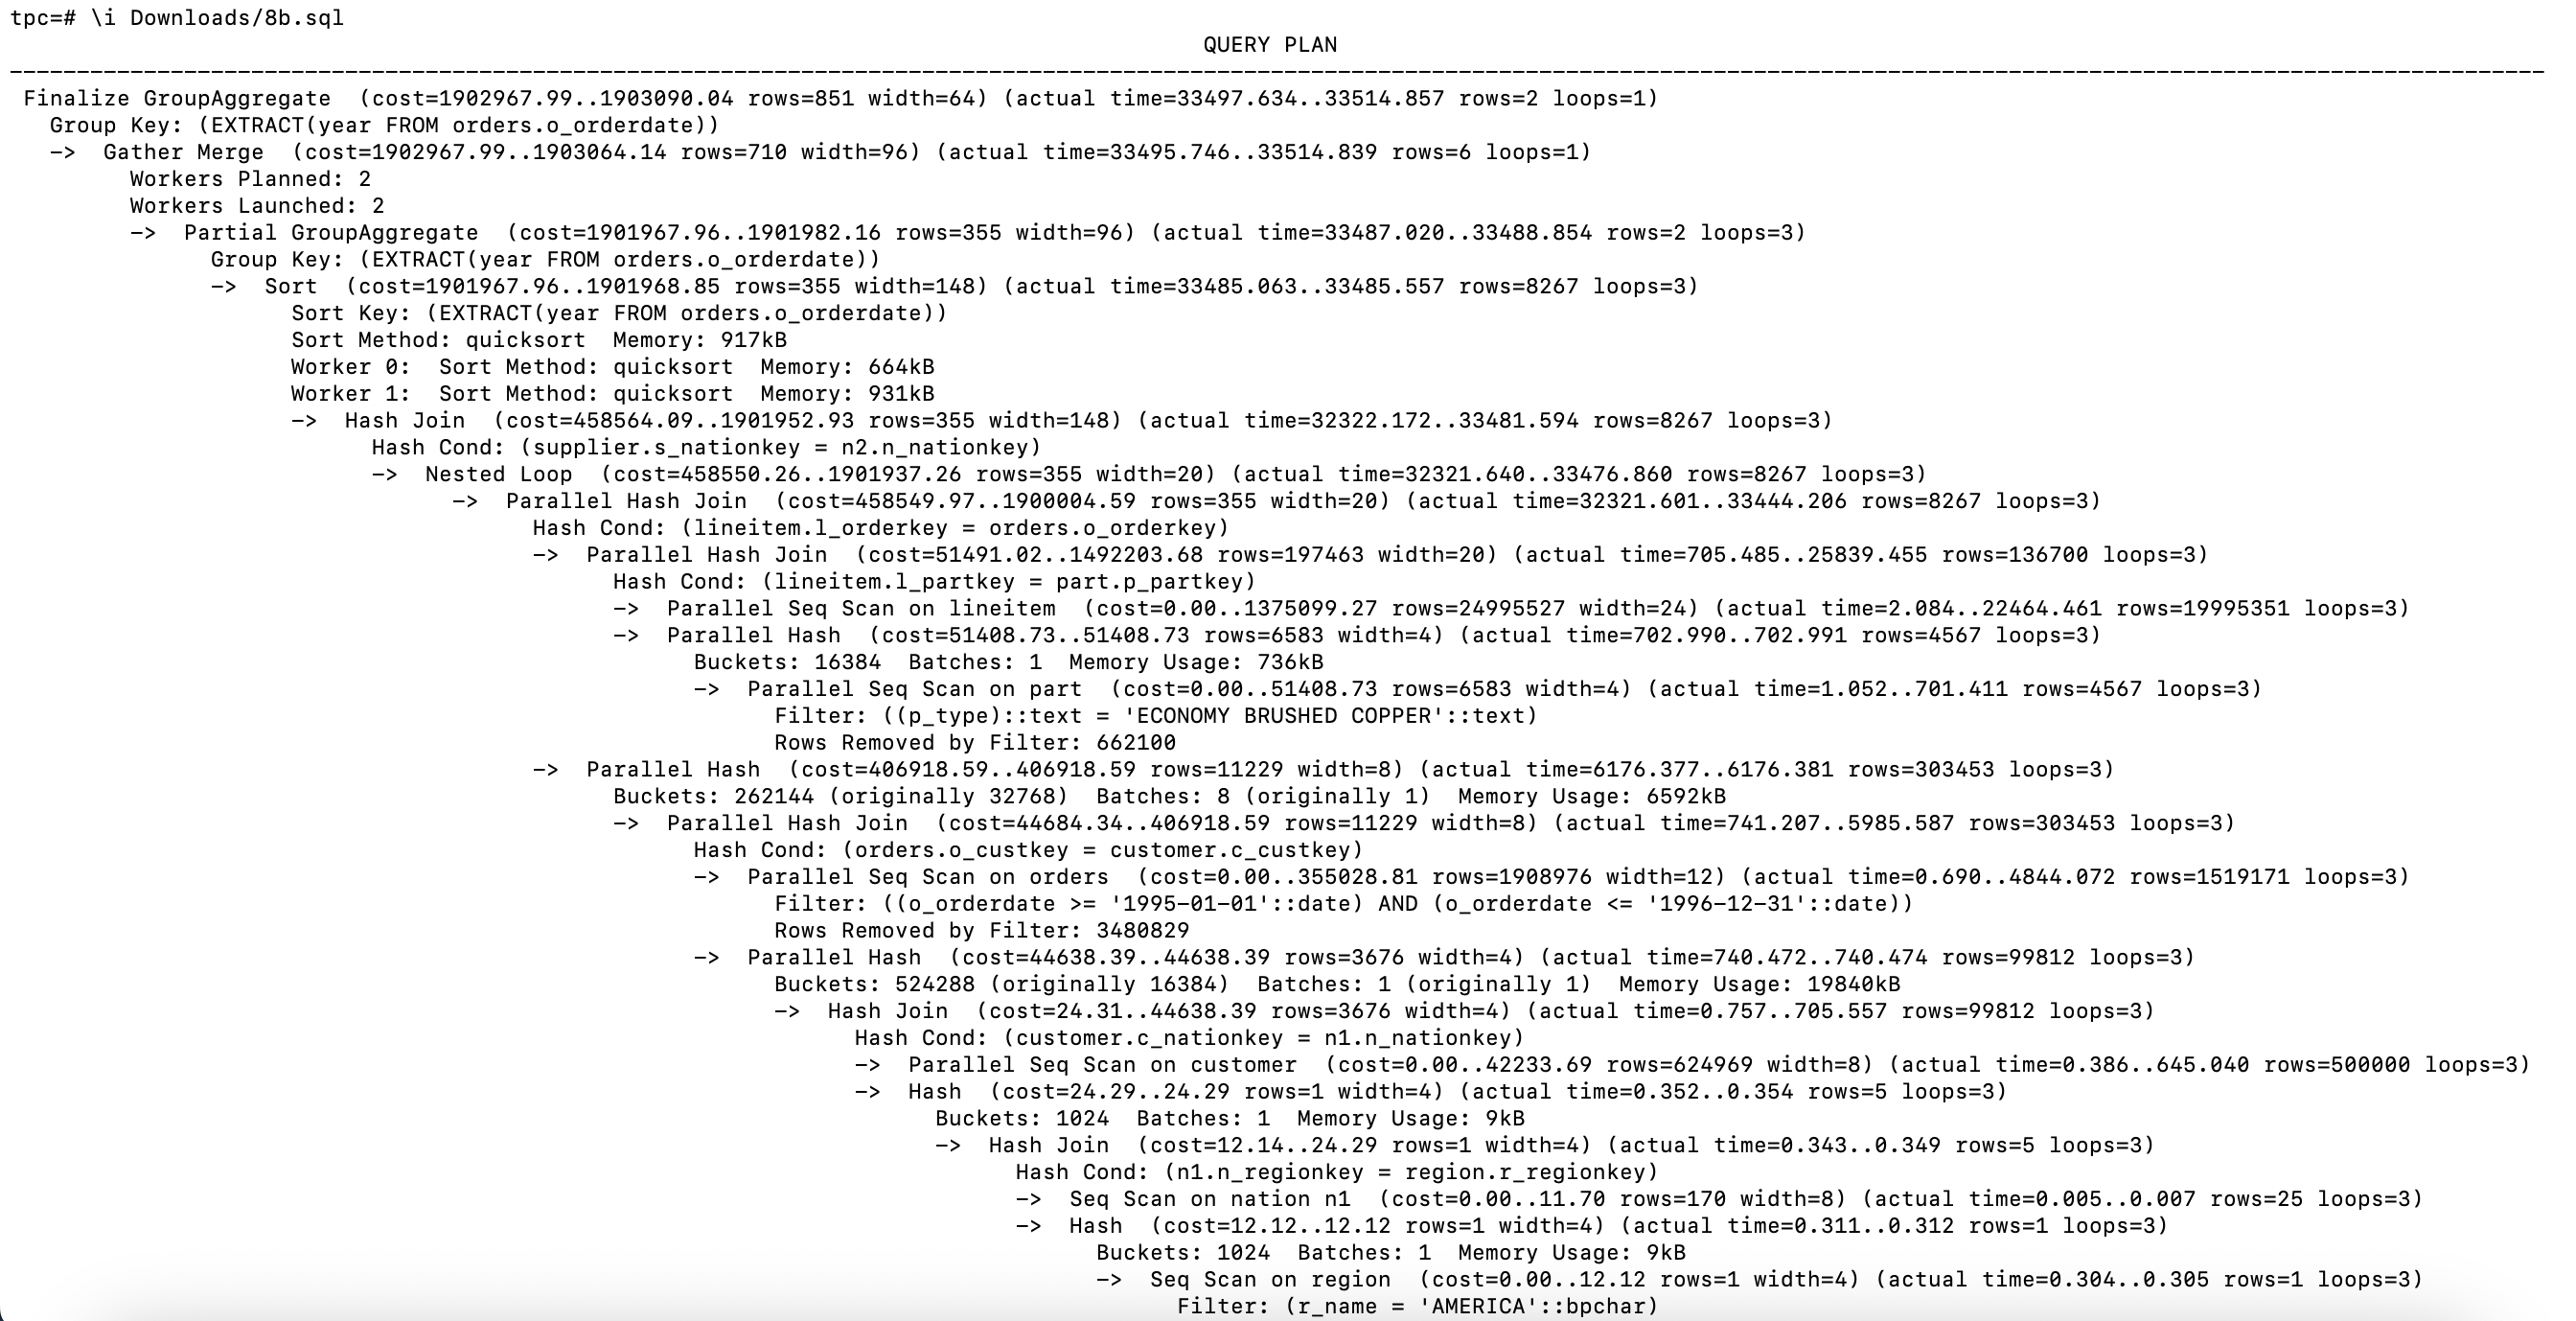 tpc=# \i Downloads/8b.sql
QUERY PLAN
---------------------------------------------------------------------------------------------------------------------------------------------------------------------------------------------
Finalize GroupAggregate  (cost=1902967.99..1903090.04 rows=851 width=64) (actual time=33497.634..33514.857 rows=2 loops=1)
Group Key: (EXTRACT(year FROM orders.o_orderdate))
->  Gather Merge  (cost=1902967.99..1903064.14 rows=710 width=96) (actual time=33495.746..33514.839 rows=6 loops=1)
Workers Planned: 2
Workers Launched: 2
->  Partial GroupAggregate  (cost=1901967.96..1901982.16 rows=355 width=96) (actual time=33487.020..33488.854 rows=2 loops=3)
Group Key: (EXTRACT(year FROM orders.o_orderdate))
->  Sort  (cost=1901967.96..1901968.85 rows=355 width=148) (actual time=33485.063..33485.557 rows=8267 loops=3)
Sort Key: (EXTRACT(year FROM orders.o_orderdate))
Sort Method: quicksort  Memory: 917kB
Worker 0:  Sort Method: quicksort  Memory: 664kB
Worker 1:  Sort Method: quicksort  Memory: 931kB
->  Hash Join  (cost=458564.09..1901952.93 rows=355 width=148) (actual time=32322.172..33481.594 rows=8267 loops=3)
Hash Cond: (supplier.s_nationkey = n2.n_nationkey)
->  Nested Loop  (cost=458550.26..1901937.26 rows=355 width=20) (actual time=32321.640..33476.860 rows=8267 loops=3)
->  Parallel Hash Join  (cost=458549.97..1900004.59 rows=355 width=20) (actual time=32321.601..33444.206 rows=8267 loops=3)
Hash Cond: (lineitem.l_orderkey = orders.o_orderkey)
->  Parallel Hash Join  (cost=51491.02..1492203.68 rows=197463 width=20) (actual time=705.485..25839.455 rows=136700 loops=3)
Hash Cond: (lineitem.l_partkey = part.p_partkey)
->  Parallel Seq Scan on lineitem  (cost=0.00..1375099.27 rows=24995527 width=24) (actual time=2.084..22464.461 rows=19995351 loops=3)
->  Parallel Hash  (cost=51408.73..51408.73 rows=6583 width=4) (actual time=702.990..702.991 rows=4567 loops=3)
Buckets: 16384  Batches: 1  Memory Usage: 736kB
->  Parallel Seq Scan on part  (cost=0.00..51408.73 rows=6583 width=4) (actual time=1.052..701.411 rows=4567 loops=3)
Filter: ((p_type)::text = 'ECONOMY BRUSHED COPPER'::text)
Rows Removed by Filter: 662100
->  Parallel Hash  (cost=406918.59..406918.59 rows=11229 width=8) (actual time=6176.377..6176.381 rows=303453 loops=3)
Buckets: 262144 (originally 32768)  Batches: 8 (originally 1)  Memory Usage: 6592kB
->  Parallel Hash Join  (cost=44684.34..406918.59 rows=11229 width=8) (actual time=741.207..5985.587 rows=303453 loops=3)
Hash Cond: (orders.o_custkey = customer.c_custkey)
->  Parallel Seq Scan on orders  (cost=0.00..355028.81 rows=1908976 width=12) (actual time=0.690..4844.072 rows=1519171 loops=3)
Filter: ((o_orderdate >= '1995-01-01'::date) AND (o_orderdate <= '1996-12-31'::date))
Rows Removed by Filter: 3480829
->  Parallel Hash  (cost=44638.39..44638.39 rows=3676 width=4) (actual time=740.472..740.474 rows=99812 loops=3)
Buckets: 524288 (originally 16384)  Batches: 1 (originally 1)  Memory Usage: 19840kB
->  Hash Join  (cost=24.31..44638.39 rows=3676 width=4) (actual time=0.757..705.557 rows=99812 loops=3)
Hash Cond: (customer.c_nationkey = n1.n_nationkey)
->  Parallel Seq Scan on customer  (cost=0.00..42233.69 rows=624969 width=8) (actual time=0.386..645.040 rows=500000 loops=3)
->  Hash  (cost=24.29..24.29 rows=1 width=4) (actual time=0.352..0.354 rows=5 loops=3)
Buckets: 1024  Batches: 1  Memory Usage: 9kB
->  Hash Join  (cost=12.14..24.29 rows=1 width=4) (actual time=0.343..0.349 rows=5 loops=3)
Hash Cond: (n1.n_regionkey = region.r_regionkey)
->  Seq Scan on nation n1  (cost=0.00..11.70 rows=170 width=8) (actual time=0.005..0.007 rows=25 loops=3)
->  Hash  (cost=12.12..12.12 rows=1 width=4) (actual time=0.311..0.312 rows=1 loops=3)
Buckets: 1024  Batches: 1  Memory Usage: 9kB
->  Seq Scan on region  (cost=0.00..12.12 rows=1 width=4) (actual time=0.304..0.305 rows=1 loops=3)
Filter: (r_name = 'AMERICA'::bpchar)